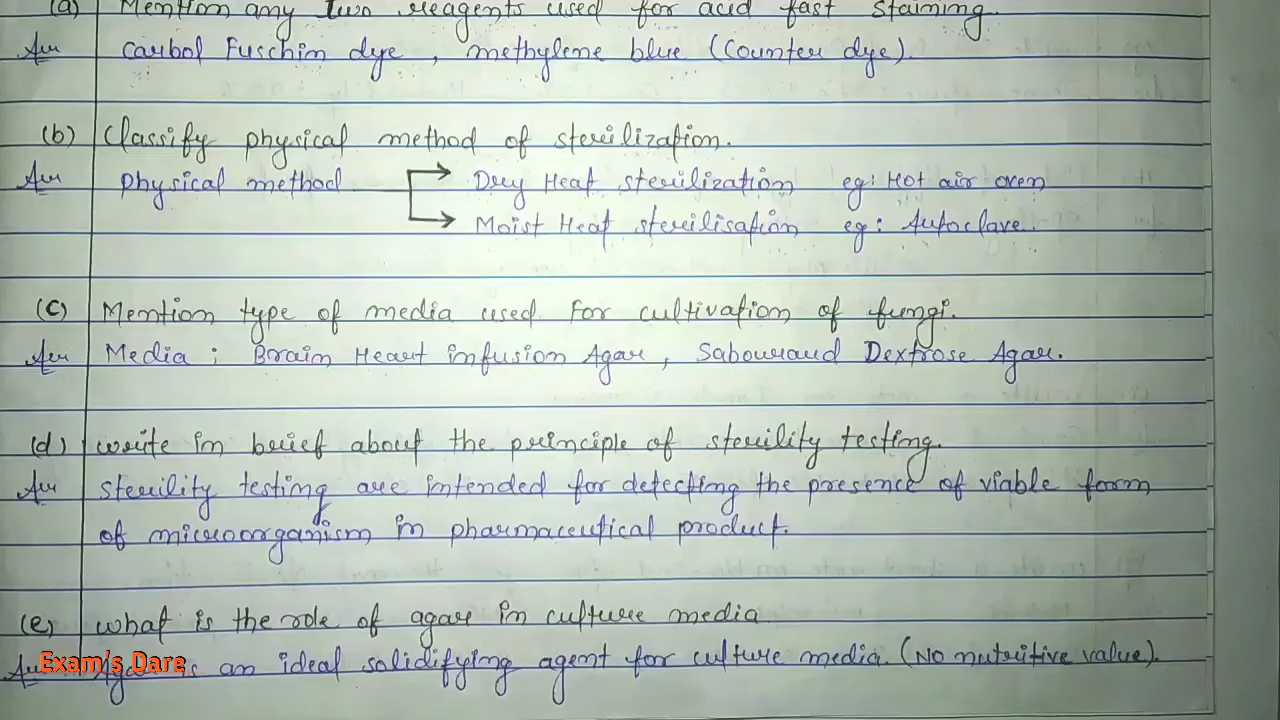 (a) Mention any two reagents used for acid fast staining.
Ans Carbol Fuschim dye , methylene blue (Counter dye).
(b) Classify physical method of sterilization.
Ans Physical method Dry Heat sterilization eg: Hot air oven
Moist Heat sterilisation eg: Autoclave.
(C) Mention type of media used For cultivation of fungi.
Ans Media : Brain Heart infusion Agar, Sabouraud Dextrose Agar.
(d) write in brief about the principle of sterility testing.
Ans sterility testing are intended for detecting the presence of viable form
of microorganism in pharmaceutical product.
(e) what is the role of agar in culture media
Ans Agar is an ideal solidifying agent for culture media. (No nutritive value).
Exam's Dare